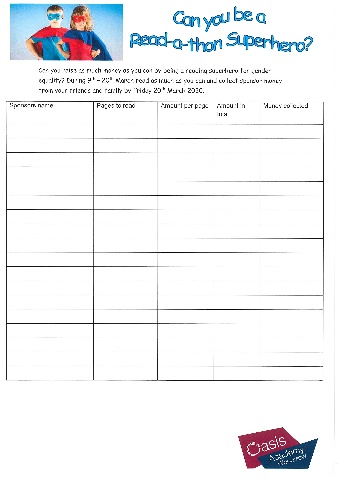 Can you be a
Read-a-thon Superhero?
Can you raise as much money as you can by being a reading superhero for gender
equality? During 9th – 20th March read as much as you can and collect sponsor money
from your friends and family by Friday 20th March 2020.
Sponsors name Pages to read Amount per page Amount in Money collected
total
Oasis
Academy